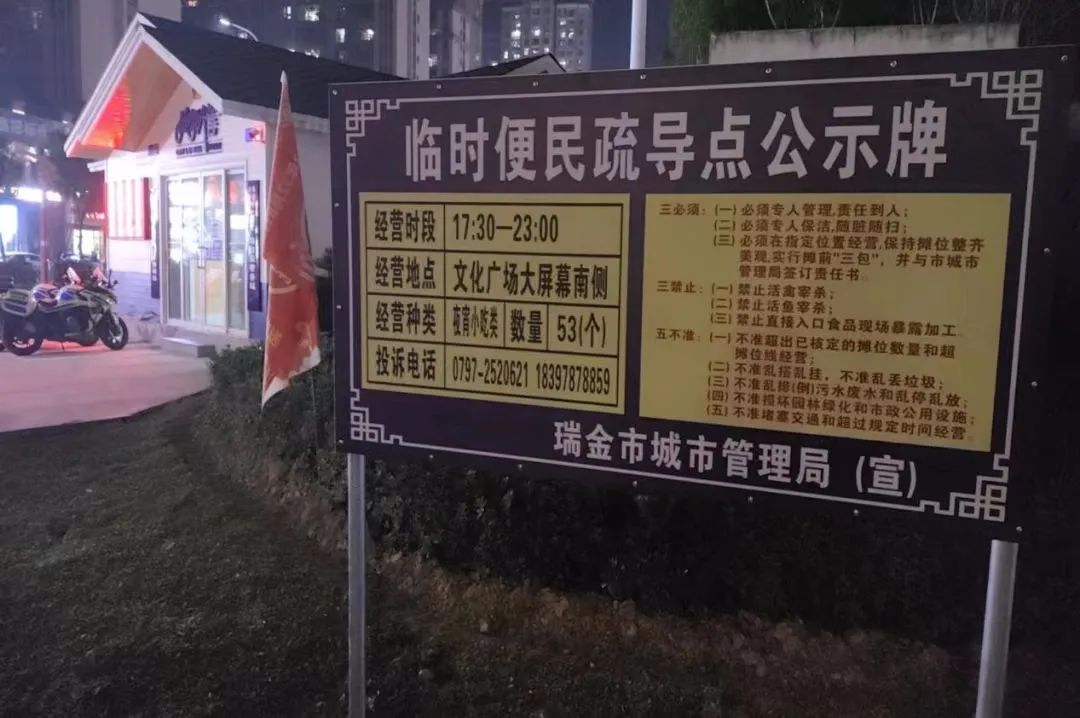 临时便民疏导点公示牌
经营时段 17:30—23:00
经营地点 文化广场大屏幕南侧
经营种类 夜宵小吃类 数量 53(个)
投诉电话 0797-2520621 18397878859
三必须：(一)必须专人管理,责任到人；
(二)必须专人保洁,随脏随扫；
(三)必须在指定位置经营,保持摊位整齐
美观,实行摊前"三包"，并与市城市
管理局签订责任书。
三禁止：(一)禁止活禽宰杀；
(二)禁止活鱼宰杀；
(三)禁止直接入口食品现场暴露加工.
五不准：(一)不准超出已核定的摊位数量和超
摊位线经营；
(二)不准乱搭乱挂，不准乱丢垃圾；
(三)不准乱排(倒)污水废水和乱停乱放；
(四)不准损坏园林绿化和市政公用设施；
(五)不准堵塞交通和超过规定时间经营。
瑞金市城市管理局 (宣)